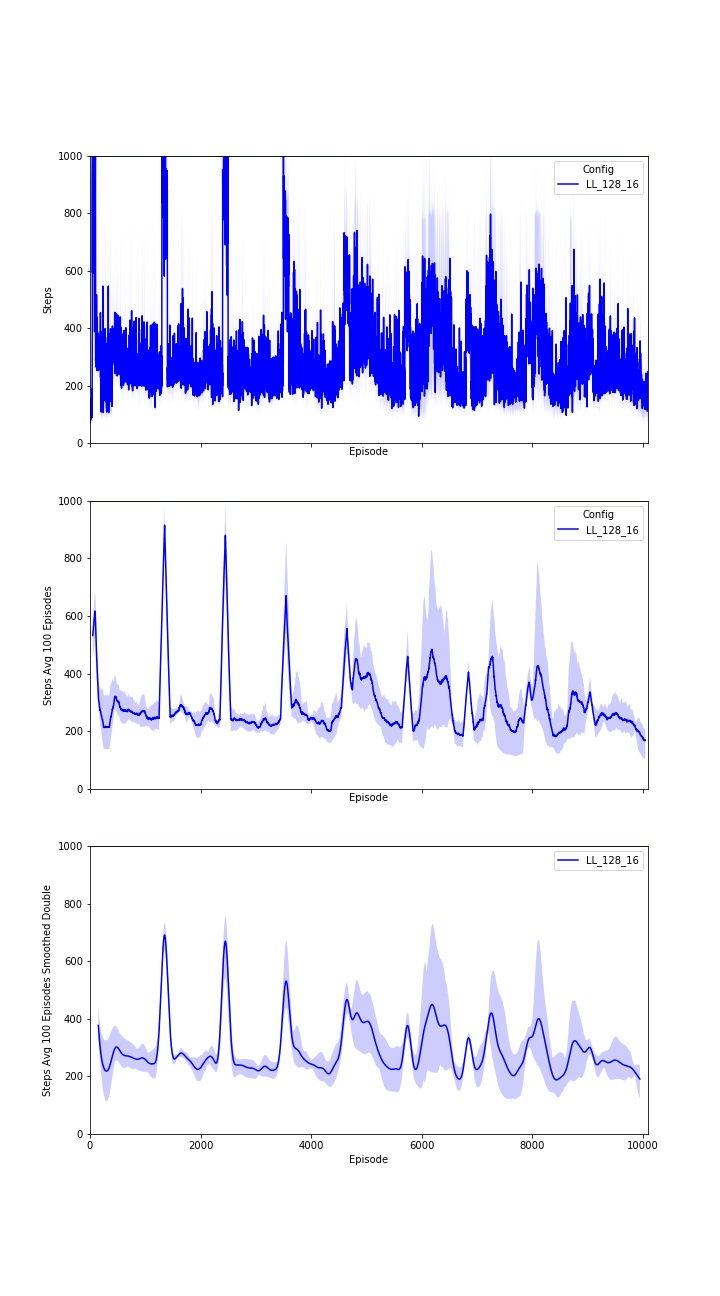 1000
800
600
400
200
0
Steps
Config
LL_128_16
Episode
1000
800
600
400
200
0
Steps Avg 100 Episodes
Config
LL_128_16
Episode
1000
800
600
400
200
0
Steps Avg 100 Episodes Smoothed Double
LL_128_16
0 2000 4000 6000 8000 10000
Episode